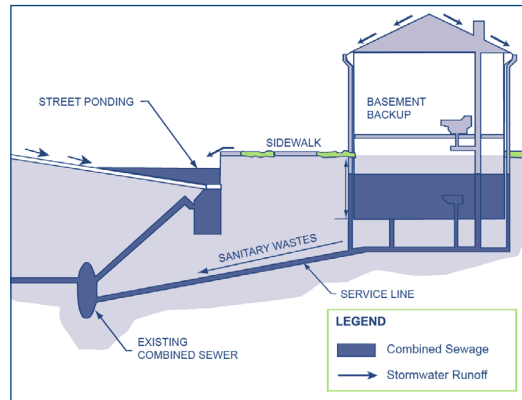 STREET PONDING
BASEMENT
BACKUP
SIDEWALK
SANITARY WASTES
SERVICE LINE
EXISTING
COMBINED SEWER
LEGEND
Combined Sewage
Stormwater Runoff